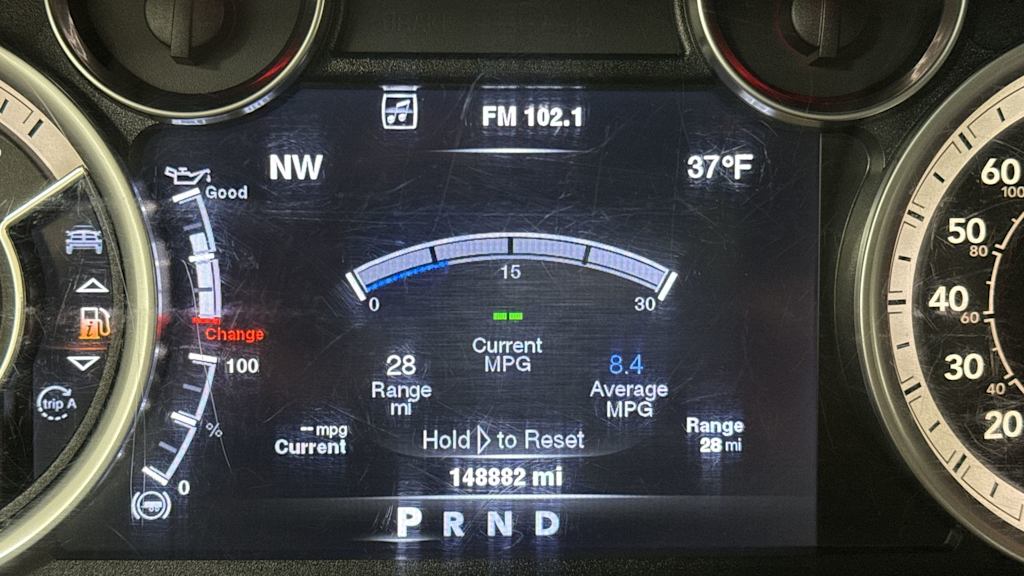 FM 102.1
NW
37°F
Good
Change
100
%
0
trip A
15
0
30
Current
MPG
28
Range
mi
8.4
Average
MPG
-- mpg
Current
Hold ▷ to Reset
Range
28 mi
148882 mi
P R N D
60
100
50
80
40
60
30
40
20